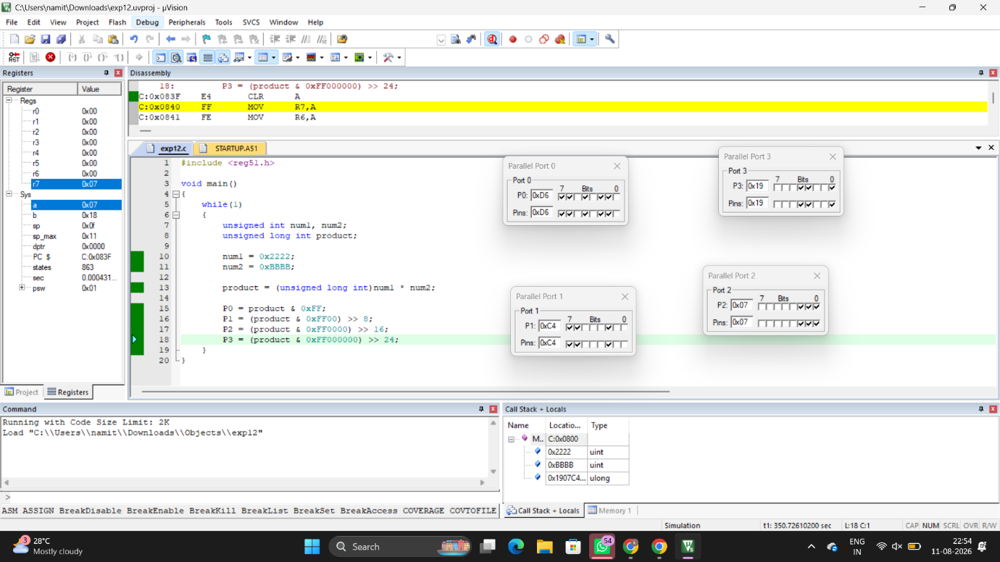 C:\Users\namit\Downloads\exp12.uvproj - µVision
File Edit View Project Flash Debug Peripherals Tools SVCS Window Help
Registers
Register Value
Regs
r0 0x00
r1 0x00
r2 0x00
r3 0x00
r4 0x00
r5 0x00
r6 0x00
r7 0x07
Sys
a 0x07
b 0x18
sp 0x0f
sp_max 0x11
dptr 0x0000
PC $ C:0x083F
states 863
sec 0.000431...
psw 0x01
Project Registers
Disassembly
18: P3 = (product & 0xFF000000) >> 24;
C:0x083F E4 CLR A
C:0x0840 FF MOV R7,A
C:0x0841 FE MOV R6,A
exp12.c STARTUP.A51
1 #include <reg51.h>
2
3 void main()
4 {
5 while(1)
6 {
7 unsigned int num1, num2;
8 unsigned long int product;
9
10 num1 = 0x2222;
11 num2 = 0xBBBB;
12
13 product = (unsigned long int)num1 * num2;
14
15 P0 = product & 0xFF;
16 P1 = (product & 0xFF00) >> 8;
17 P2 = (product & 0xFF0000) >> 16;
18 P3 = (product & 0xFF000000) >> 24;
19 }
20 }
Parallel Port 0
Port 0
7 Bits 0
P0: 0xD6
Pins: 0xD6
Parallel Port 3
Port 3
7 Bits 0
P3: 0x19
Pins: 0x19
Parallel Port 1
Port 1
7 Bits 0
P1: 0xC4
Pins: 0xC4
Parallel Port 2
Port 2
7 Bits 0
P2: 0x07
Pins: 0x07
Command
Running with Code Size Limit: 2K
Load "C:\\Users\\namit\\Downloads\\Objects\\exp12"
>
ASM ASSIGN BreakDisable BreakEnable BreakKill BreakList BreakSet BreakAccess COVERAGE COVTOFILE
Call Stack + Locals
Name Locatio... Type
M.. C:0x0800
0x2222 uint
0xBBBB uint
0x1907C4... ulong
Call Stack + Locals Memory 1
Simulation t1: 350.72610200 sec L:18 C:1 CAP NUM SCRL OVR R/W
3
28°C
Mostly cloudy
Search
54
ENG
IN
22:54
11-08-2026